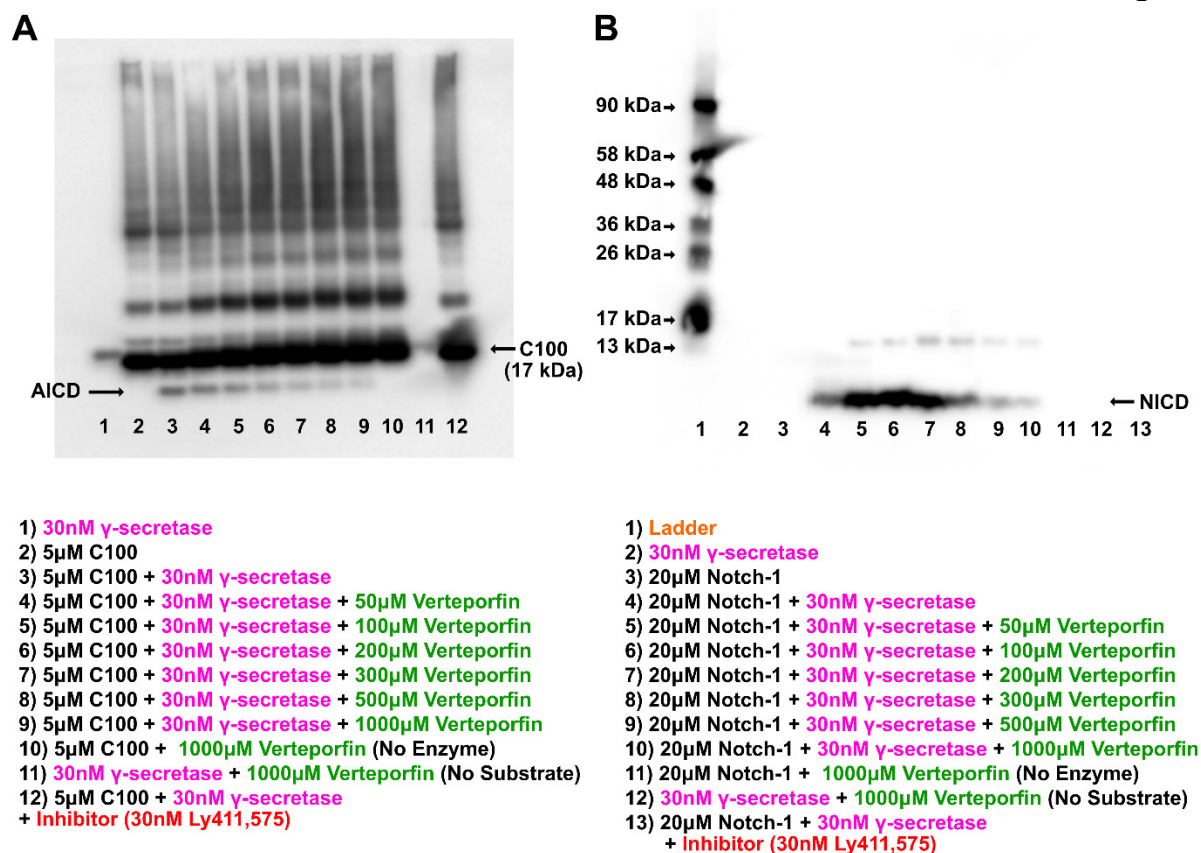 A
B
90 kDa→
58 kDa→
48 kDa→
36 kDa→
26 kDa→
17 kDa→
13 kDa→
← C100
(17 kDa)
AICD →
← NICD
1 2 3 4 5 6 7 8 9 10 11 12
1 2 3 4 5 6 7 8 9 10 11 12 13
1) 30nM γ-secretase
2) 5µM C100
3) 5µM C100 + 30nM γ-secretase
4) 5µM C100 + 30nM γ-secretase + 50µM Verteporfin
5) 5µM C100 + 30nM γ-secretase + 100µM Verteporfin
6) 5µM C100 + 30nM γ-secretase + 200µM Verteporfin
7) 5µM C100 + 30nM γ-secretase + 300µM Verteporfin
8) 5µM C100 + 30nM γ-secretase + 500µM Verteporfin
9) 5µM C100 + 30nM γ-secretase + 1000µM Verteporfin
10) 5µM C100 + 1000µM Verteporfin (No Enzyme)
11) 30nM γ-secretase + 1000µM Verteporfin (No Substrate)
12) 5µM C100 + 30nM γ-secretase
+ Inhibitor (30nM Ly411,575)
1) Ladder
2) 30nM γ-secretase
3) 20µM Notch-1
4) 20µM Notch-1 + 30nM γ-secretase
5) 20µM Notch-1 + 30nM γ-secretase + 50µM Verteporfin
6) 20µM Notch-1 + 30nM γ-secretase + 100µM Verteporfin
7) 20µM Notch-1 + 30nM γ-secretase + 200µM Verteporfin
8) 20µM Notch-1 + 30nM γ-secretase + 300µM Verteporfin
9) 20µM Notch-1 + 30nM γ-secretase + 500µM Verteporfin
10) 20µM Notch-1 + 30nM γ-secretase + 1000µM Verteporfin
11) 20µM Notch-1 + 1000µM Verteporfin (No Enzyme)
12) 30nM γ-secretase + 1000µM Verteporfin (No Substrate)
13) 20µM Notch-1 + 30nM γ-secretase
+ Inhibitor (30nM Ly411,575)